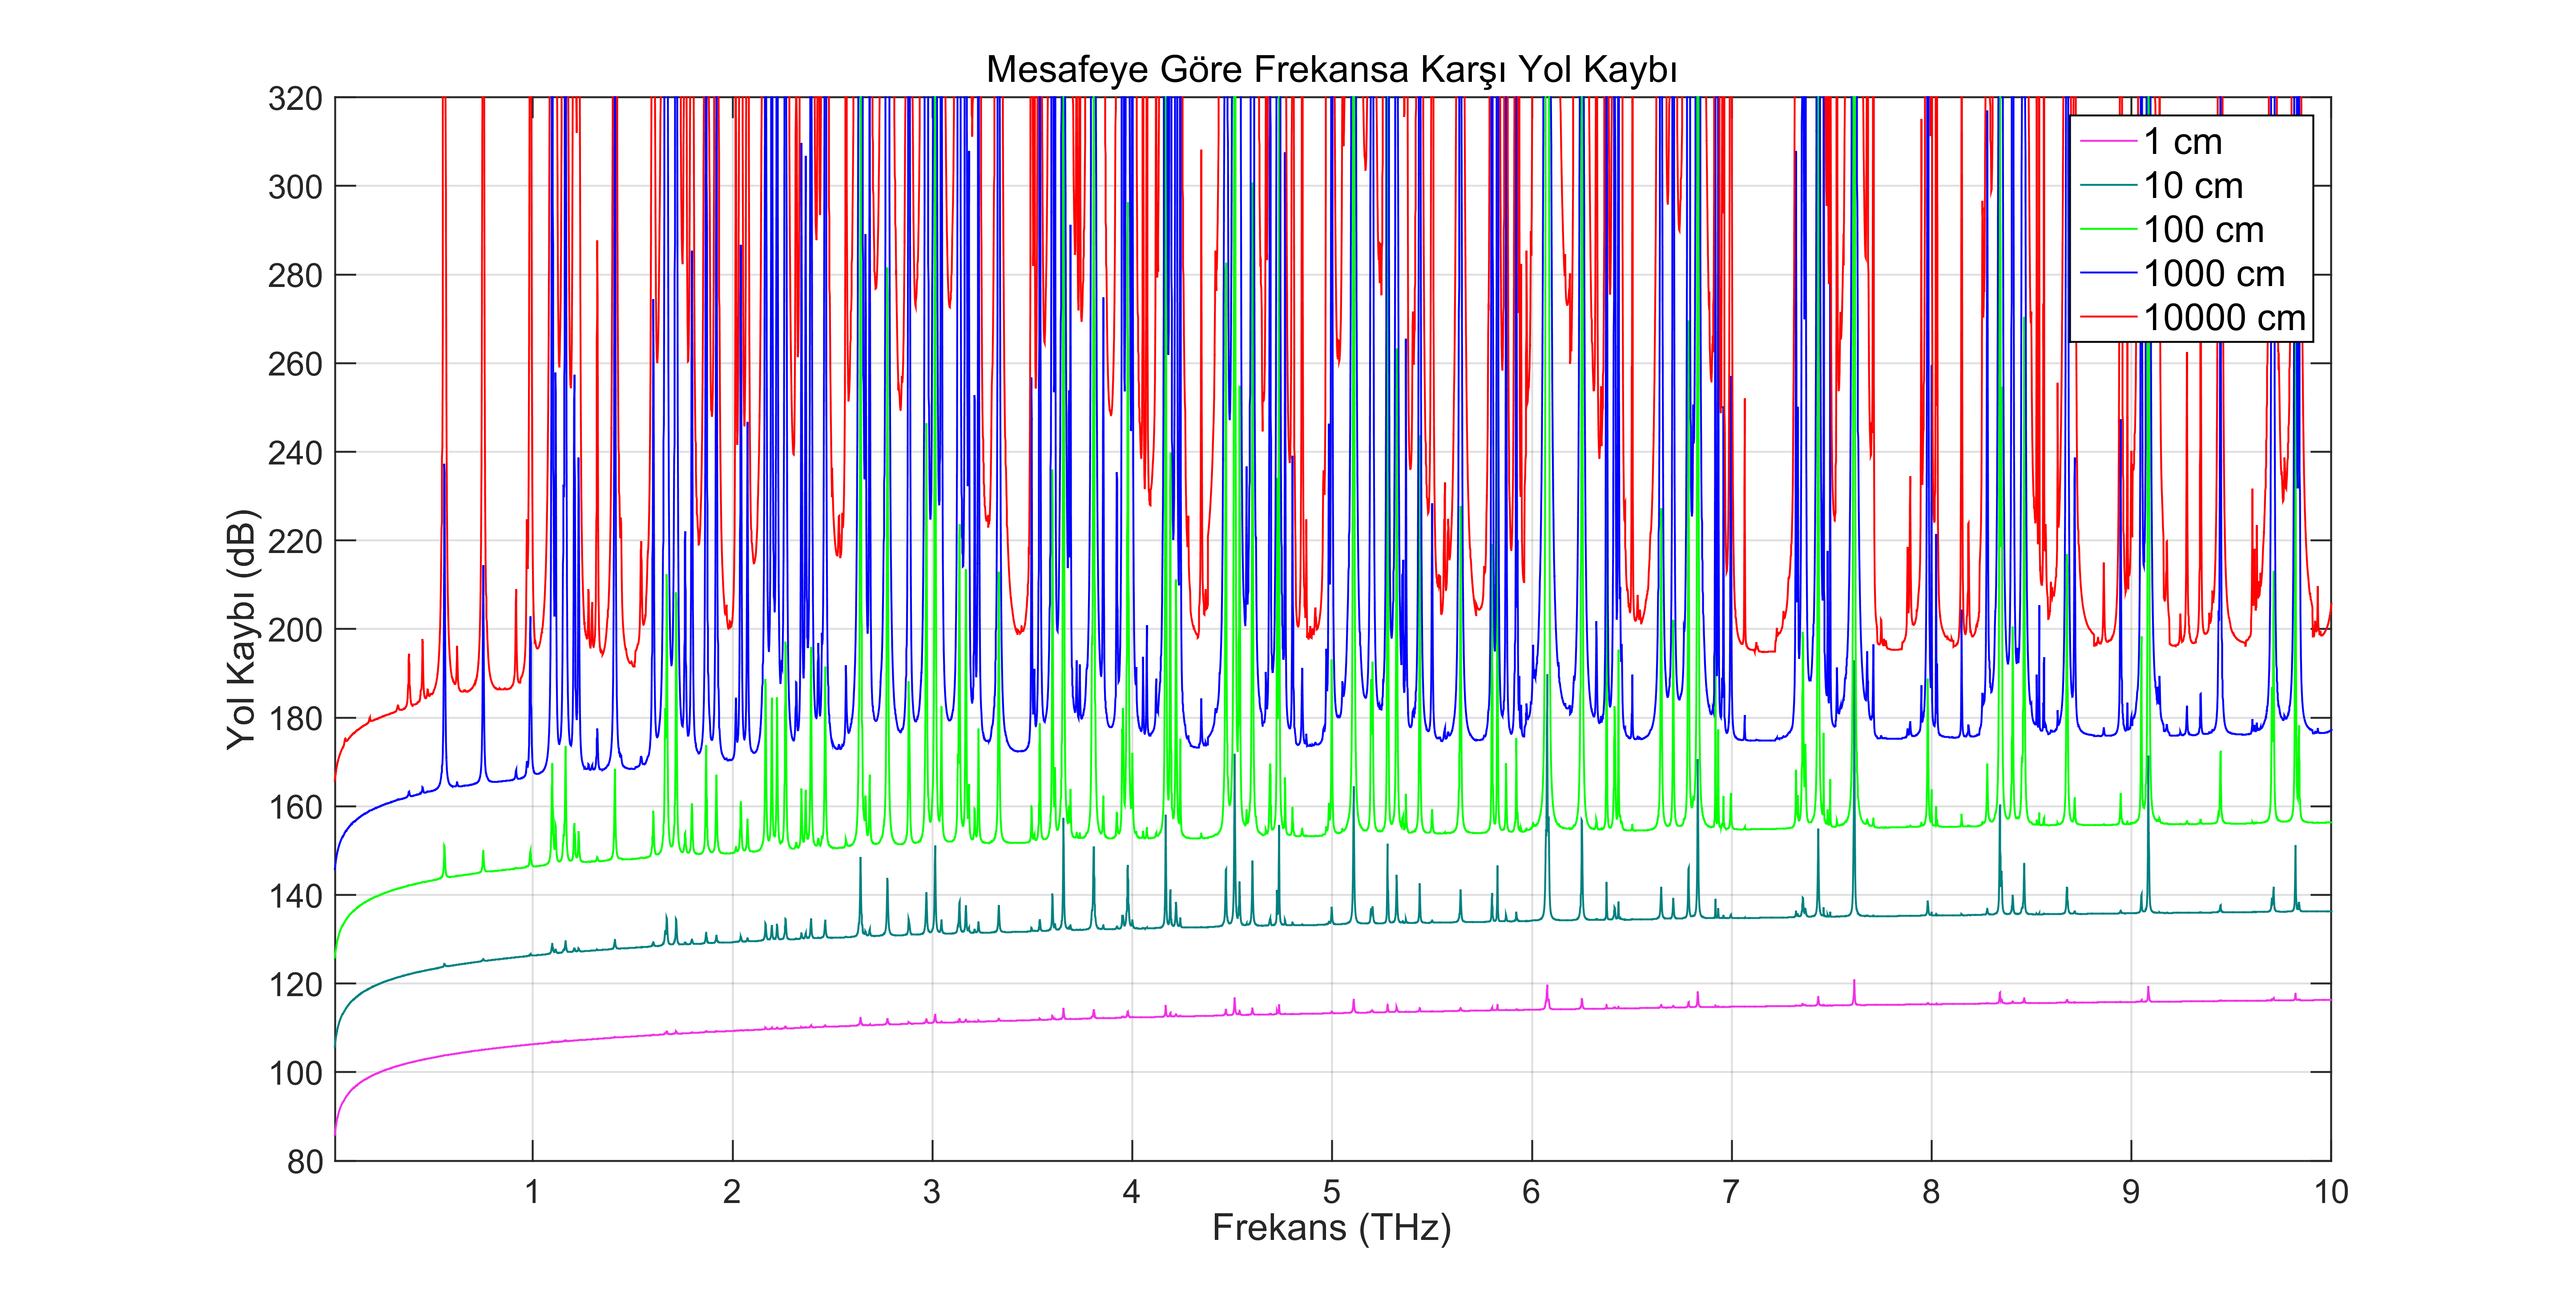 Mesafeye Göre Frekansa Karşı Yol Kaybı
320
300
280
260
240
220
200
180
160
140
120
100
80
Yol Kaybı (dB)
1 cm
10 cm
100 cm
1000 cm
10000 cm
1 2 3 4 5 6 7 8 9 10
Frekans (THz)